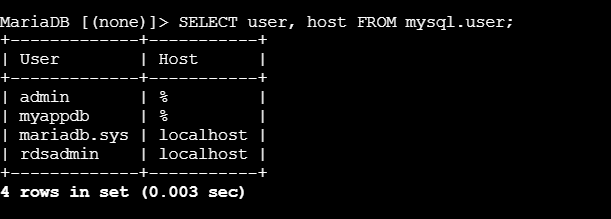 MariaDB [(none)]> SELECT user, host FROM mysql.user;
+-------------+-----------+
| User        | Host      |
+-------------+-----------+
| admin       | %         |
| myappdb     | %         |
| mariadb.sys | localhost |
| rdsadmin    | localhost |
+-------------+-----------+
4 rows in set (0.003 sec)